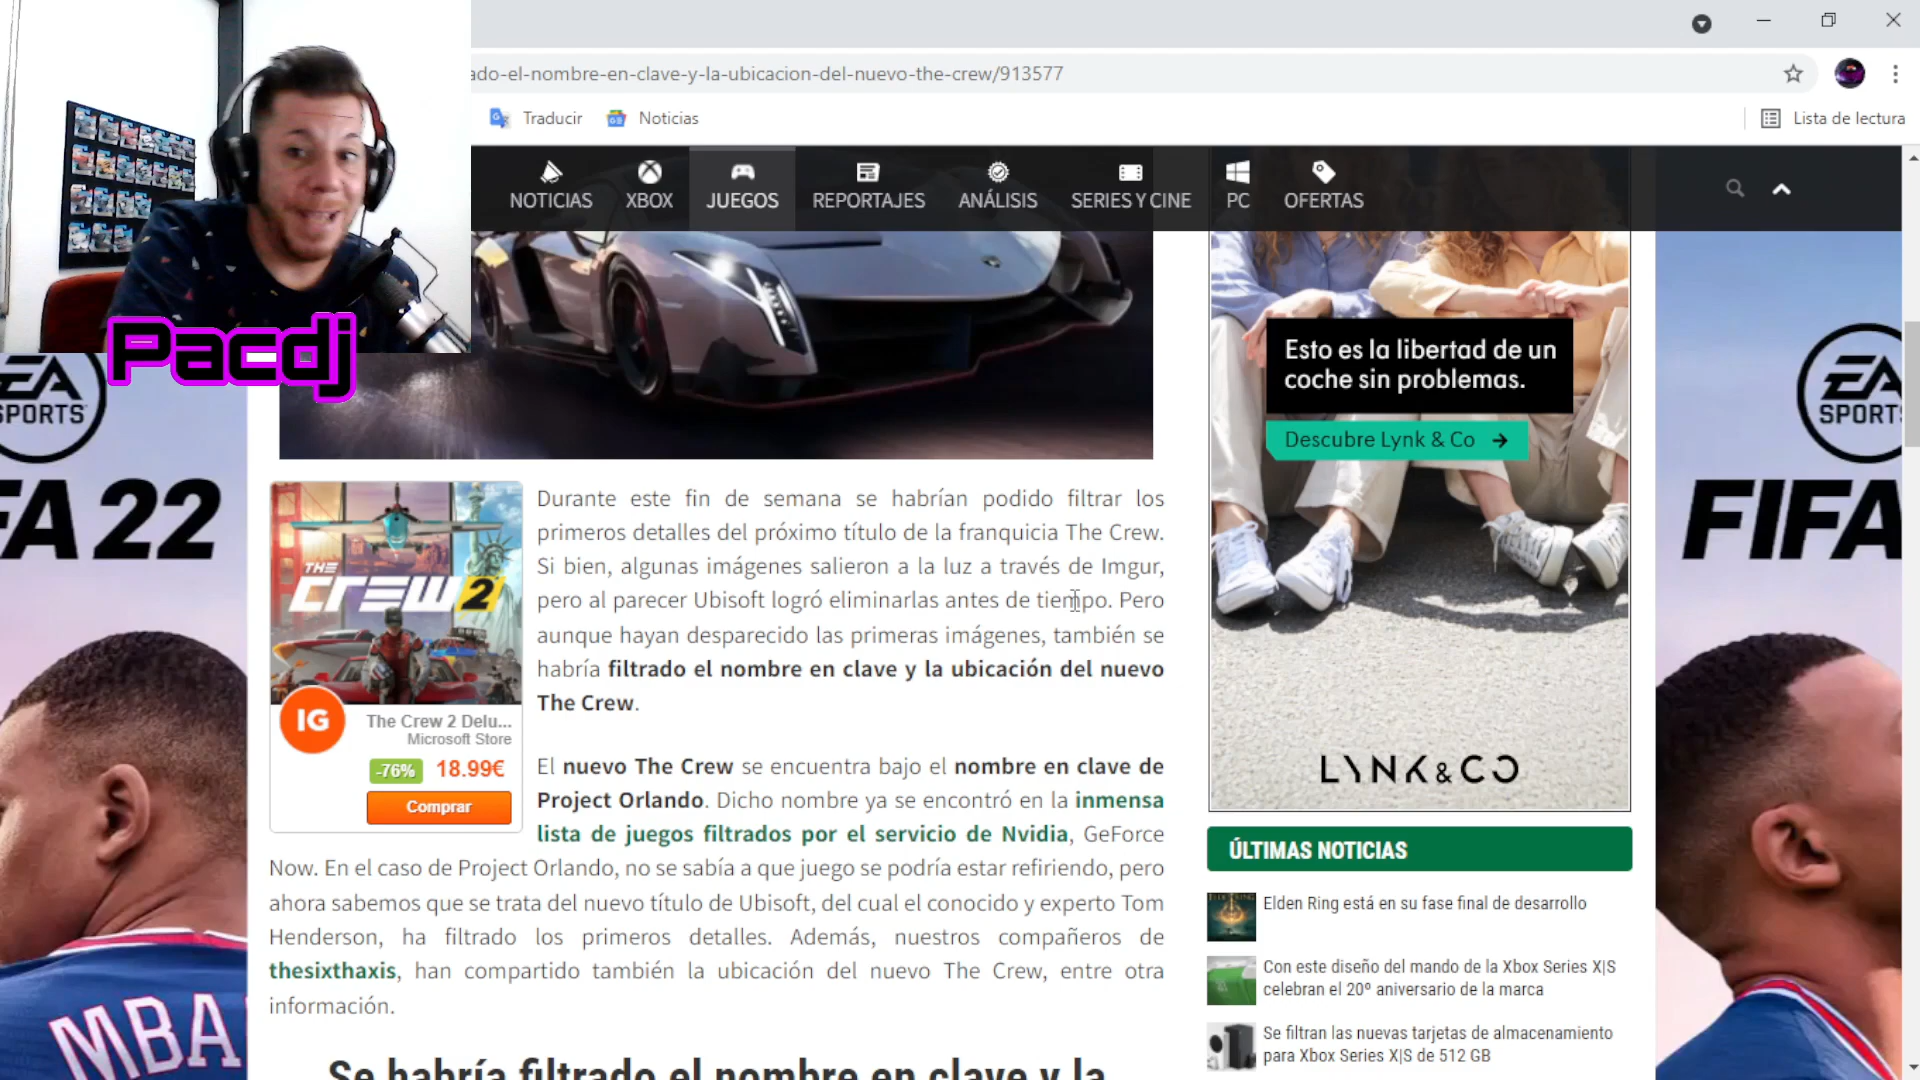 ado-el-nombre-en-clave-y-la-ubicacion-del-nuevo-the-crew/913577
Traducir
Noticias
Lista de lectura
NOTICIAS
XBOX
JUEGOS
REPORTAJES
ANÁLISIS
SERIES Y CINE
PC
OFERTAS
Pacdj
EA
SPORTS
FA 22
THE
CREW 2
IG
The Crew 2 Delu...
Microsoft Store
-76% 18.99€
Comprar
Durante este fin de semana se habrían podido filtrar los
primeros detalles del próximo título de la franquicia The Crew.
Si bien, algunas imágenes salieron a la luz a través de Imgur,
pero al parecer Ubisoft logró eliminarlas antes de tiempo. Pero
aunque hayan desparecido las primeras imágenes, también se
habría filtrado el nombre en clave y la ubicación del nuevo
The Crew.
El nuevo The Crew se encuentra bajo el nombre en clave de
Project Orlando. Dicho nombre ya se encontró en la inmensa
lista de juegos filtrados por el servicio de Nvidia, GeForce
Now. En el caso de Project Orlando, no se sabía a que juego se podría estar refiriendo, pero
ahora sabemos que se trata del nuevo título de Ubisoft, del cual el conocido y experto Tom
Henderson, ha filtrado los primeros detalles. Además, nuestros compañeros de
thesixthaxis, han compartido también la ubicación del nuevo The Crew, entre otra
información.
Se habría filtrado el nombre en clave y la
MBA
Esto es la libertad de un
coche sin problemas.
Descubre Lynk & Co →
LYNK & CO
ÚLTIMAS NOTICIAS
Elden Ring está en su fase final de desarrollo
Con este diseño del mando de la Xbox Series X|S
celebran el 20º aniversario de la marca
Se filtran las nuevas tarjetas de almacenamiento
para Xbox Series X|S de 512 GB
EA
SPORTS
FIFA